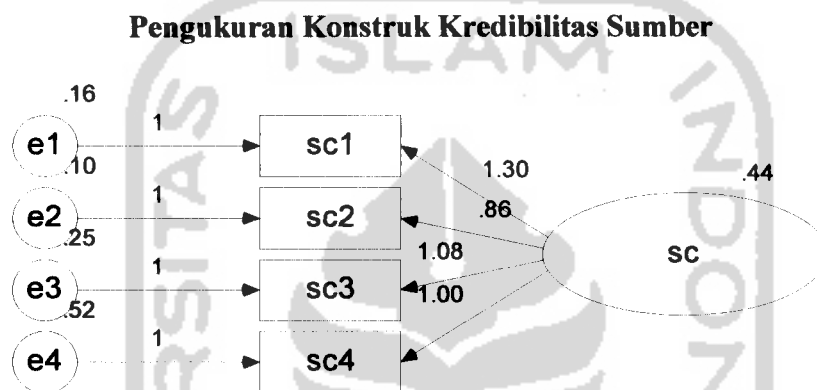 Pengukuran Konstruk Kredibilitas Sumber
ISLAM
.16
e1 1 sc1
.10
1.30
.44
e2 1 sc2
.86
sc
.25
1.08
e3 1 sc3
1.00
.52
e4 1 sc4